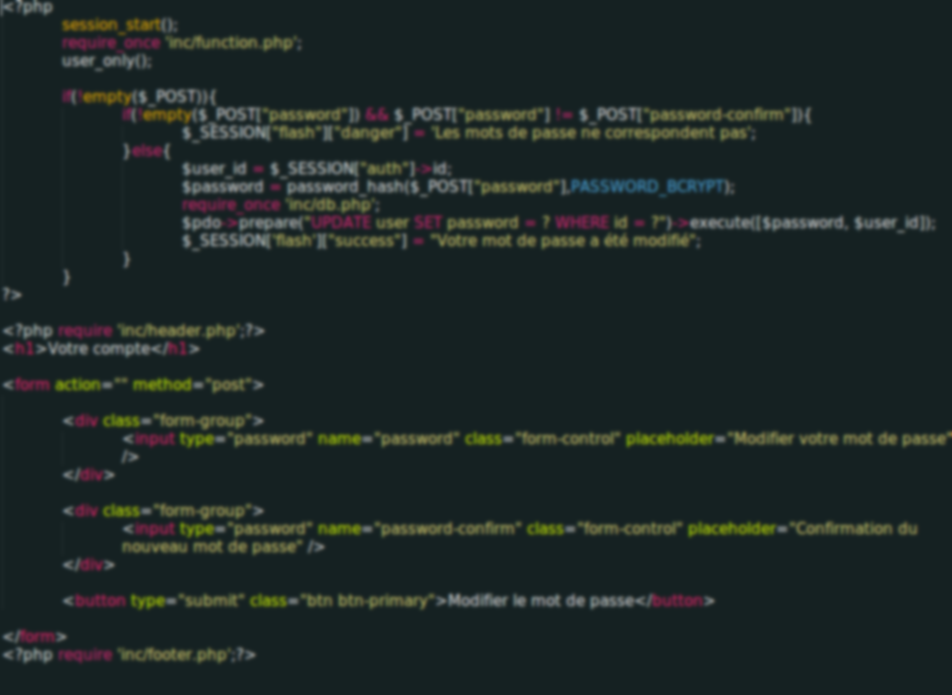 <?php
session_start();
require_once 'inc/function.php';
user_only();
if(!empty($_POST)){
if(!empty($_POST["password"]) && $_POST["password"] != $_POST["password-confirm"]){
$_SESSION["flash"]["danger"] = 'Les mots de passe ne correspondent pas';
}else{
$user_id = $_SESSION["auth"]->id;
$password = password_hash($_POST["password"],PASSWORD_BCRYPT);
require_once 'inc/db.php';
$pdo->prepare("UPDATE user SET password = ? WHERE id = ?")->execute([$password, $user_id]);
$_SESSION['flash']["success"] = "Votre mot de passe a été modifié";
}
}
?>
<?php require 'inc/header.php';?>
<h1>Votre compte</h1>
<form action="" method="post">
<div class="form-group">
<input type="password" name="password" class="form-control" placeholder="Modifier votre mot de passe"
/>
</div>
<div class="form-group">
<input type="password" name="password-confirm" class="form-control" placeholder="Confirmation du
nouveau mot de passe" />
</div>
<button type="submit" class="btn btn-primary">Modifier le mot de passe</button>
</form>
<?php require 'inc/footer.php';?>